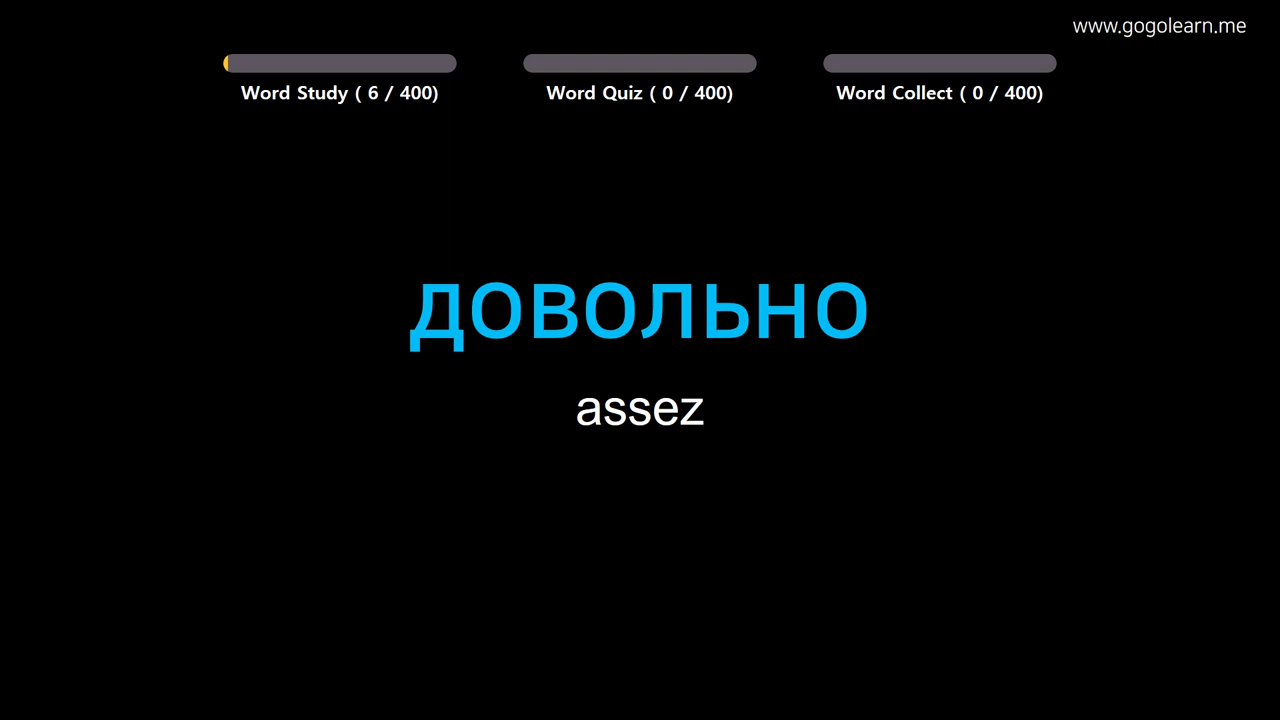 www.gogolearn.me
Word Study ( 6 / 400)
Word Quiz ( 0 / 400)
Word Collect ( 0 / 400)
довольно
assez